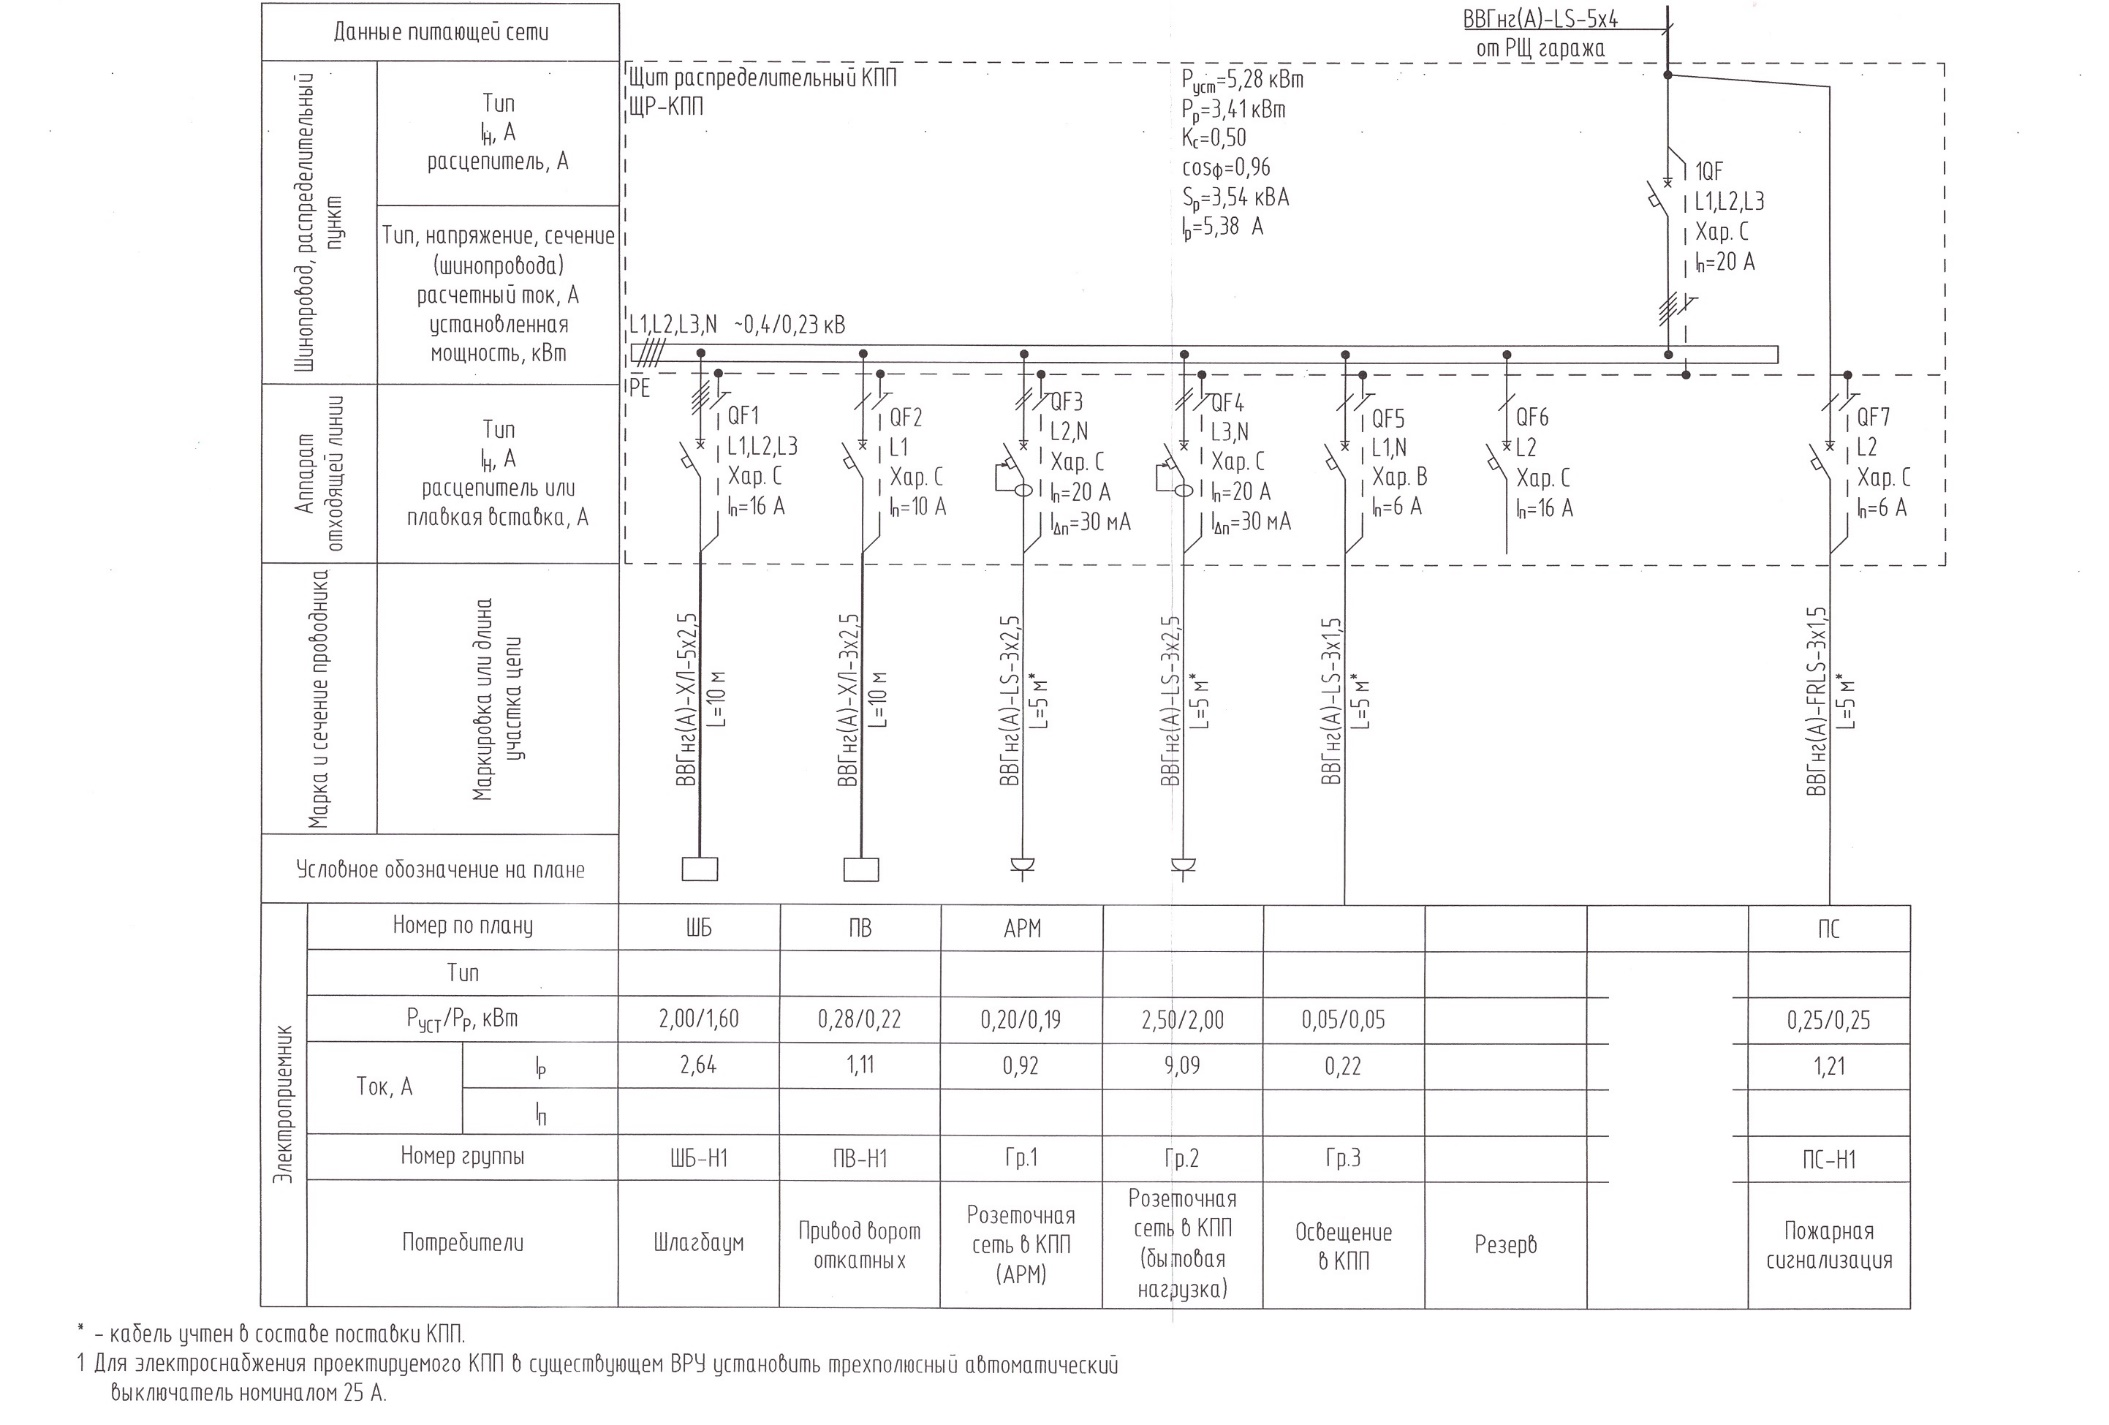 Данные питающей сети
ВВГнг(А)-LS-5х4
от РЩ гаража
Шинопровод, распределительный
пункт
Тип
Iн, А
расцепитель, А
Тип, напряжение, сечение
(шинопровода)
расчетный ток, А
установленная
мощность, кВт
Щит распределительный КПП
ЩР-КПП
Pуст=5,28 кВт
Pр=3,41 кВт
Kс=0,50
cosφ=0,96
Sр=3,54 кВА
Iр=5,38 А
1QF
L1,L2,L3
Хар. С
Iп=20 А
L1,L2,L3,N ~0,4/0,23 кВ
PE
Аппарат
отходящей линии
Тип
Iн, А
расцепитель или
плавкая вставка, А
QF1
L1,L2,L3
Хар. С
Iп=16 А
QF2
L1
Хар. С
Iп=10 А
QF3
L2,N
Хар. С
Iп=20 А
IΔп=30 мА
QF4
L3,N
Хар. С
Iп=20 А
IΔп=30 мА
QF5
L1,N
Хар. В
Iп=6 А
QF6
L2
Хар. С
Iп=16 А
QF7
L2
Хар. С
Iп=6 А
Марка и сечение проводника
Маркировка или длина
участка цепи
ВВГнг(А)-ХЛ-5х2,5
L=10 м
ВВГнг(А)-ХЛ-3х2,5
L=10 м
ВВГнг(А)-LS-3х2,5
L=5 м*
ВВГнг(А)-LS-3х2,5
L=5 м*
ВВГнг(А)-LS-3х1,5
L=5 м*
ВВГнг(А)-FRLS-3х1,5
L=5 м*
Условное обозначение на плане
Электроприемник
Номер по плану ШБ ПВ АРМ ПС
Тип
РУСТ/РР, кВт 2,00/1,60 0,28/0,22 0,20/0,19 2,50/2,00 0,05/0,05 0,25/0,25
Ток, А
IР 2,64 1,11 0,92 9,09 0,22 1,21
IП
Номер группы ШБ-Н1 ПВ-Н1 Гр.1 Гр.2 Гр.3 ПС-Н1
Потребители
Шлагбаум
Привод ворот
откатных
Розеточная
сеть в КПП
(АРМ)
Розеточная
сеть в КПП
(бытовая
нагрузка)
Освещение
в КПП
Резерв
Пожарная
сигнализация
* - кабель учтен в составе поставки КПП.
1 Для электроснабжения проектируемого КПП в существующем ВРУ установить трехполюсный автоматический
выключатель номиналом 25 А.